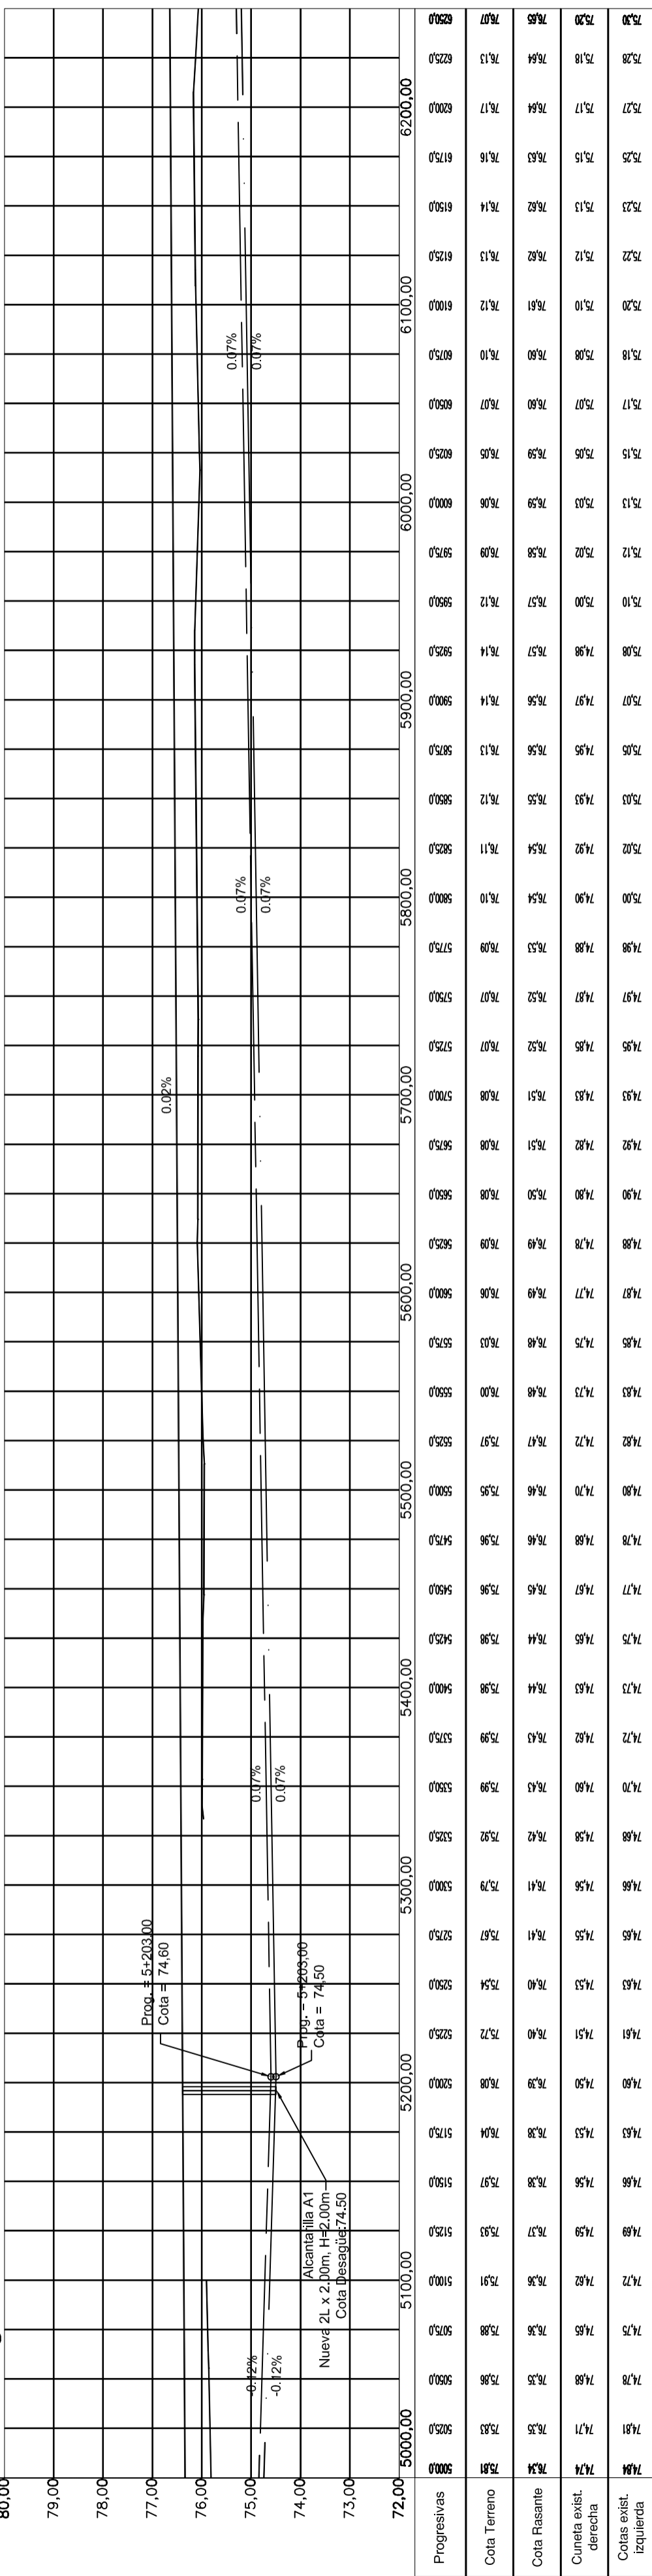 80,00
79,00
78,00
77,00
76,00
75,00
74,00
73,00
72,00
Prog. = 5+203,00
Cota = 74,60
Prog. = 5+203,00
Cota = 74,50
Alcantarilla A1
Nueva 2L x 2.00m, H=2.00m
Cota Desagüe:74.50
-0.12%
-0.12%
0.07%
0.07%
0.02%
0.07%
0.07%
0.07%
0.07%
5000,00 5100,00 5200,00 5300,00 5400,00 5500,00 5600,00 5700,00 5800,00 5900,00 6000,00 6100,00 6200,00
Progresivas 5000,0 5025,0 5050,0 5075,0 5100,0 5125,0 5150,0 5175,0 5200,0 5225,0 5250,0 5275,0 5300,0 5325,0 5350,0 5375,0 5400,0 5425,0 5450,0 5475,0 5500,0 5525,0 5550,0 5575,0 5600,0 5625,0 5650,0 5675,0 5700,0 5725,0 5750,0 5775,0 5800,0 5825,0 5850,0 5875,0 5900,0 5925,0 5950,0 5975,0 6000,0 6025,0 6050,0 6075,0 6100,0 6125,0 6150,0 6175,0 6200,0 6225,0 6250,0
Cota Terreno 75,81 75,83 75,86 75,88 75,91 75,93 75,97 76,04 76,08 72,72 75,54 75,67 75,79 75,92 75,99 75,99 75,98 75,98 75,96 75,96 75,95 75,97 76,00 76,03 76,06 76,09 76,08 76,08 76,08 76,07 76,07 76,09 76,10 76,11 76,12 76,13 76,14 76,14 76,12 76,09 76,06 76,05 76,07 76,10 76,12 76,13 76,14 76,16 76,17 76,13 76,07
Cota Rasante 76,34 76,35 76,35 76,36 76,36 76,37 76,38 76,38 76,39 76,40 76,40 76,41 76,41 76,42 76,43 76,43 76,44 76,44 76,45 76,46 76,46 76,47 76,48 76,48 76,49 76,49 76,50 76,51 76,51 76,52 76,52 76,53 76,54 76,54 76,55 76,56 76,56 76,57 76,57 76,58 76,59 76,59 76,60 76,60 76,61 76,62 76,62 76,63 76,64 76,64 76,65
Cuneta exist.
derecha 74,74 74,71 74,68 74,65 74,62 74,59 74,56 74,53 74,50 74,51 74,53 74,55 74,56 74,58 74,60 74,62 74,63 74,65 74,67 74,68 74,70 74,72 74,73 74,75 74,77 74,78 74,80 74,82 74,83 74,85 74,87 74,88 74,90 74,92 74,93 74,95 74,97 74,98 75,00 75,02 75,03 75,05 75,07 75,08 75,10 75,12 75,13 75,15 75,17 75,18 75,20
Cotas exist.
izquierda 74,84 74,81 74,78 74,75 74,72 74,69 74,66 74,63 74,60 74,61 74,63 74,65 74,66 74,68 74,70 74,72 74,73 74,75 74,77 74,78 74,80 74,82 74,83 74,85 74,87 74,88 74,90 74,92 74,93 74,95 74,97 74,98 75,00 75,02 75,03 75,05 75,07 75,08 75,10 75,12 75,13 75,15 75,17 75,18 75,20 75,22 75,23 75,25 75,27 75,28 75,30